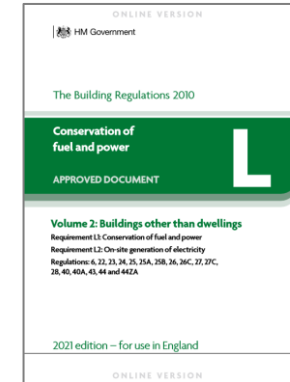 ONLINE VERSION
HM Government
The Building Regulations 2010
Conservation of
fuel and power
APPROVED DOCUMENT
L
Volume 2: Buildings other than dwellings
Requirement L1: Conservation of fuel and power
Requirement L2: On-site generation of electricity
Regulations: 6, 22, 23, 24, 25, 25A, 25B, 26, 26C, 27, 27C,
28, 40, 40A, 43, 44 and 44ZA
2021 edition – for use in England
ONLINE VERSION